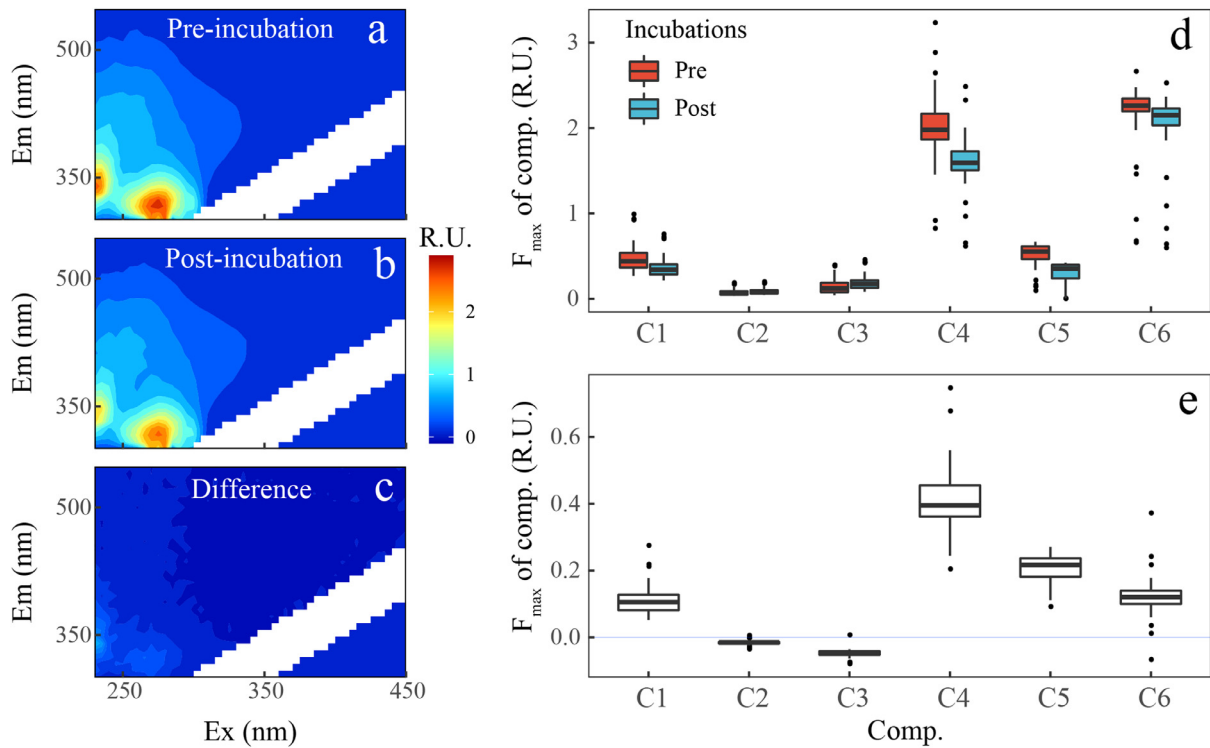 Pre-incubation
a
500
350
Em (nm)
Post-incubation
b
500
350
Em (nm)
R.U.
2
1
0
Difference
c
500
350
Em (nm)
250
350
450
Ex (nm)
d
Incubations
Pre
Post
3
2
1
0
Fmax of comp. (R.U.)
C1 C2 C3 C4 C5 C6
e
0.6
0.4
0.2
0.0
Fmax of comp. (R.U.)
C1 C2 C3 C4 C5 C6
Comp.